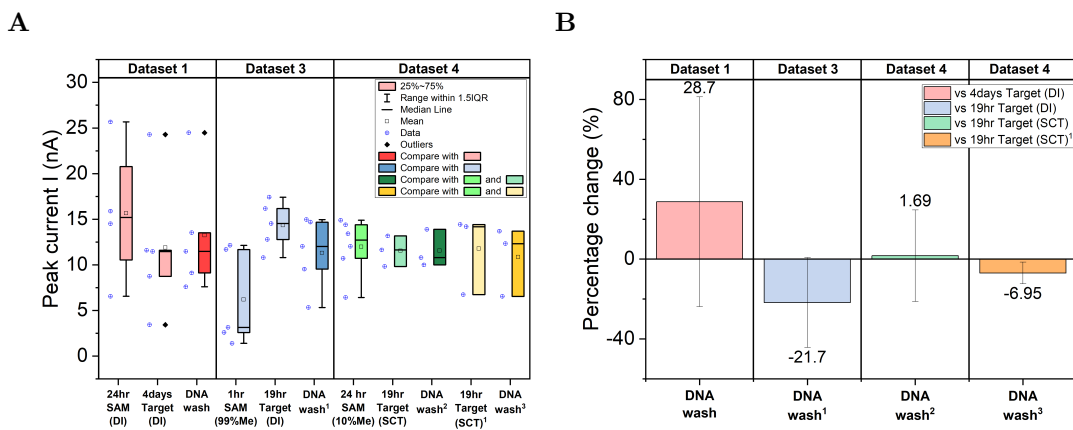 A
Dataset 1
Dataset 3
Dataset 4
Peak current I (nA)
30
25
20
15
10
5
0
25%~75%
Range within 1.5IQR
Median Line
Mean
Data
Outliers
Compare with
Compare with
Compare with and
Compare with and
24hr
SAM
(DI)
4days
Target
(DI)
DNA
wash
1hr
SAM
(99%Me)
19hr
Target
(DI)
DNA
wash¹
24 hr
SAM
(10%Me)
19hr
Target
(SCT)
DNA
wash²
19hr
Target
(SCT)¹
DNA
wash³
B
Dataset 1
Dataset 3
Dataset 4
Dataset 4
Percentage change (%)
80
40
0
-40
28.7
-21.7
1.69
-6.95
vs 4days Target (DI)
vs 19hr Target (DI)
vs 19hr Target (SCT)
vs 19hr Target (SCT)¹
DNA
wash
DNA
wash¹
DNA
wash²
DNA
wash³